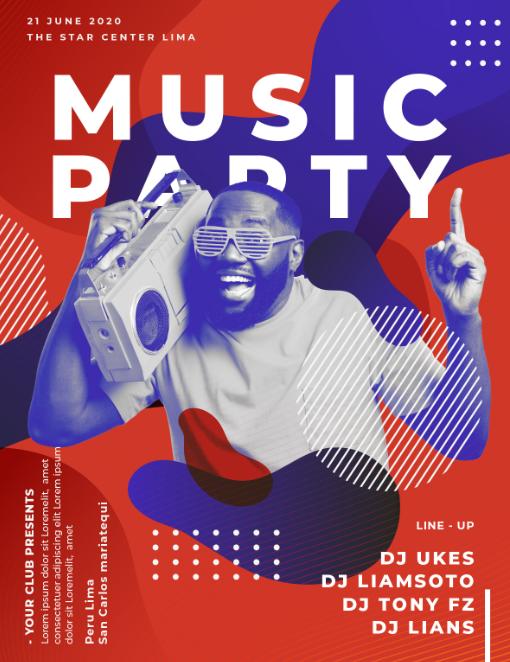 21 JUNE 2020
THE STAR CENTER LIMA
MUSIC
PARTY
- YOUR CLUB PRESENTS
Lorem ipsum dolor sit Loremelit, amet
consectetuer adipiscing elit Lorem ipsum
dolor sit Loremelit, amet
Peru Lima
San Carlos mariatequi
LINE - UP
DJ UKES
DJ LIAMSOTO
DJ TONY FZ
DJ LIANS